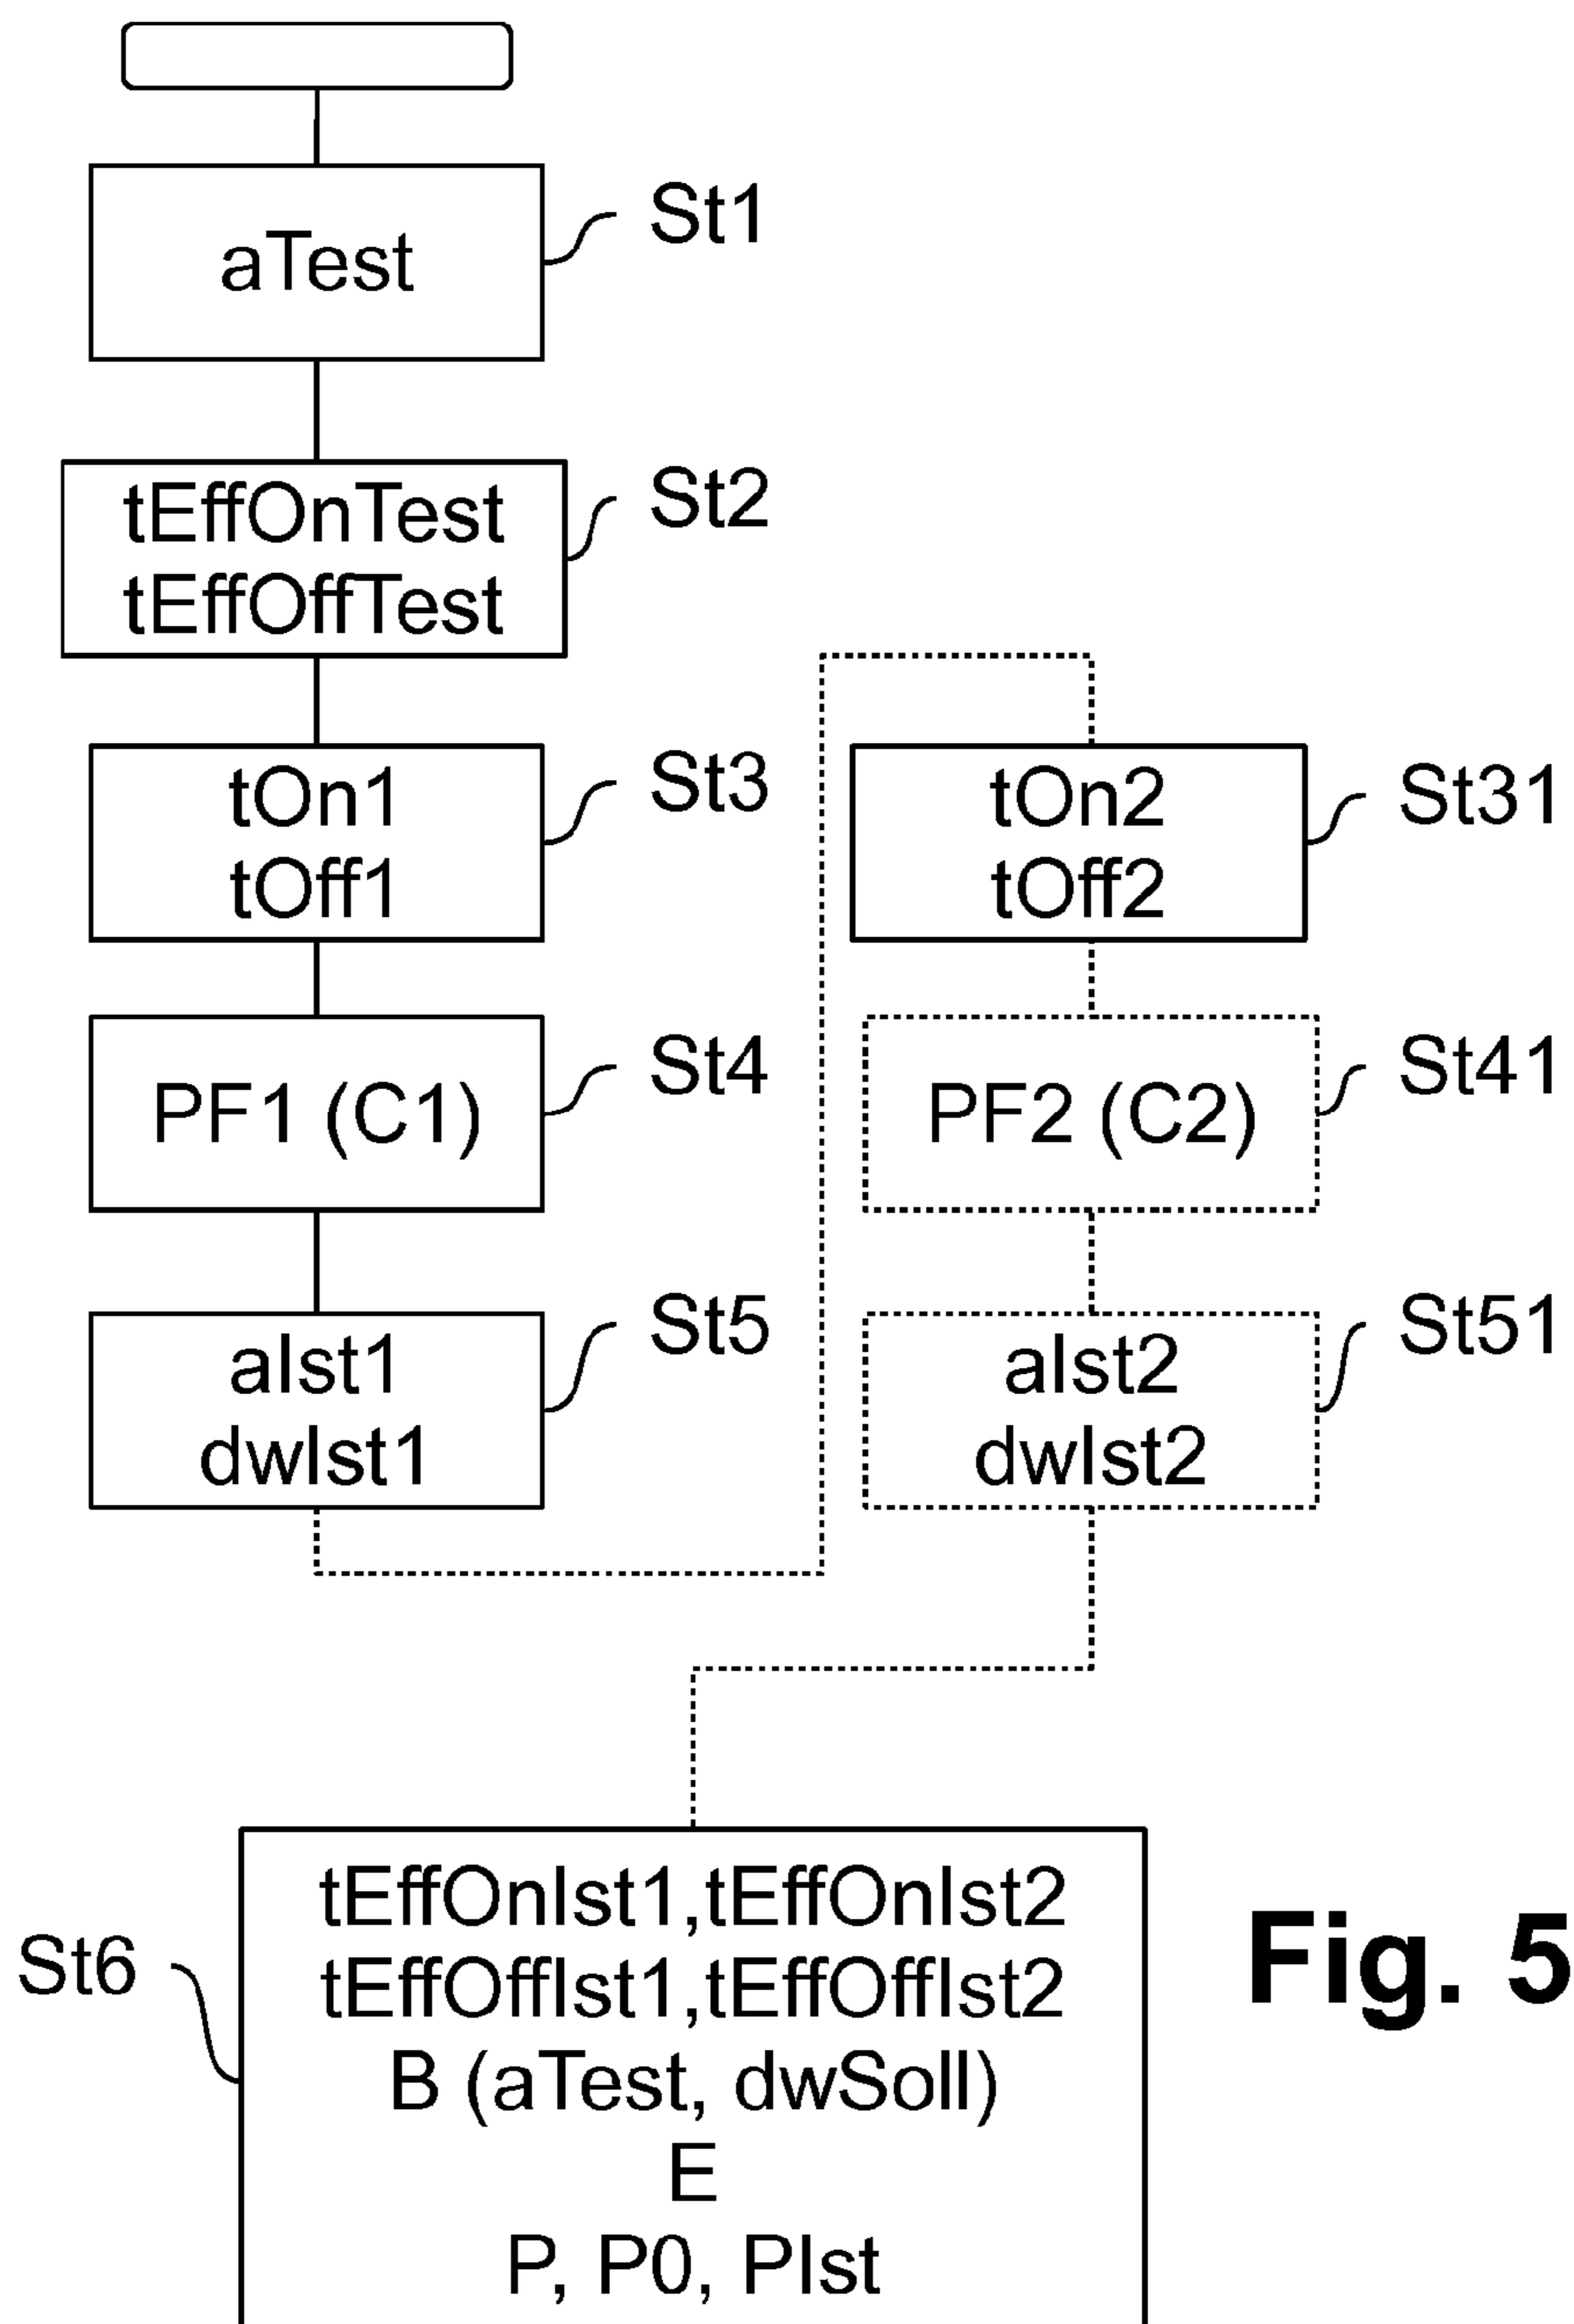 aTest
St1
tEffOnTest
tEffOffTest
St2
tOn1
tOff1
St3
PF1 (C1)
St4
aIst1
dwIst1
St5
tOn2
tOff2
St31
PF2 (C2)
St41
aIst2
dwIst2
St51
St6
tEffOnIst1,tEffOnIst2
tEffOffIst1,tEffOffIst2
B (aTest, dwSoll)
E
P, P0, PIst
Fig. 5